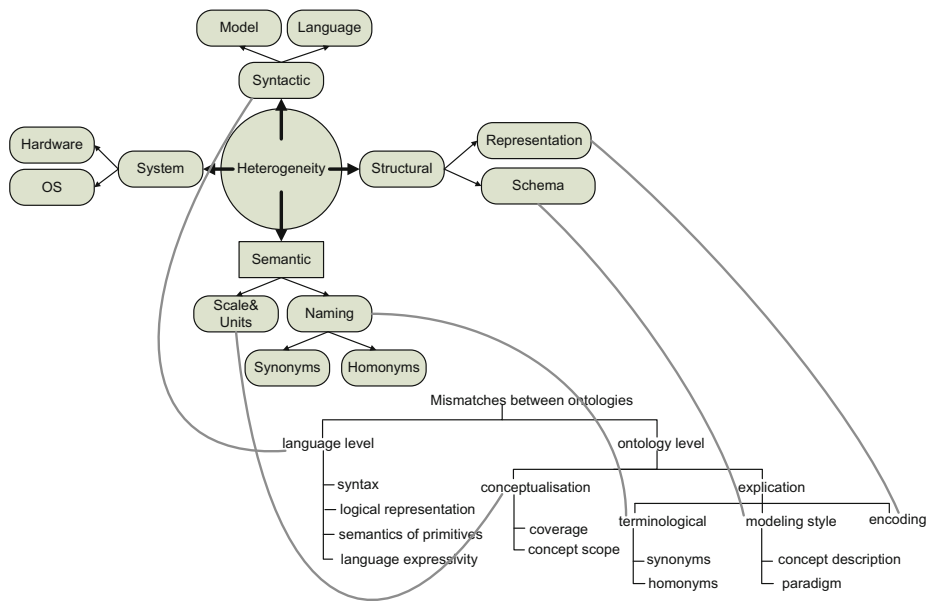 Model
Language
Syntactic
Hardware
OS
System
Heterogeneity
Structural
Representation
Schema
Semantic
Scale&
Units
Naming
Synonyms
Homonyms
Mismatches between ontologies
language level
ontology level
syntax
logical representation
semantics of primitives
language expressivity
conceptualisation
explication
coverage
concept scope
terminological
modeling style
encoding
synonyms
homonyms
concept description
paradigm